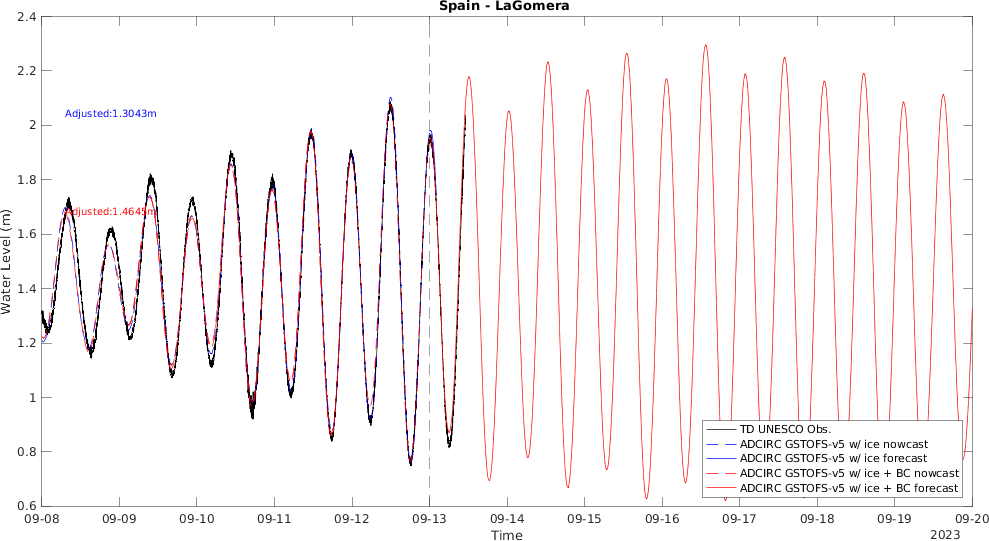 Spain - LaGomera
Water Level (m)
2.4
2.2
2
1.8
1.6
1.4
1.2
1
0.8
0.6
Adjusted:1.3043m
Adjusted:1.4645m
TD UNESCO Obs.
ADCIRC GSTOFS-v5 w/ ice nowcast
ADCIRC GSTOFS-v5 w/ ice forecast
ADCIRC GSTOFS-v5 w/ ice + BC nowcast
ADCIRC GSTOFS-v5 w/ ice + BC forecast
09-08 09-09 09-10 09-11 09-12 09-13 09-14 09-15 09-16 09-17 09-18 09-19 09-20
Time
2023